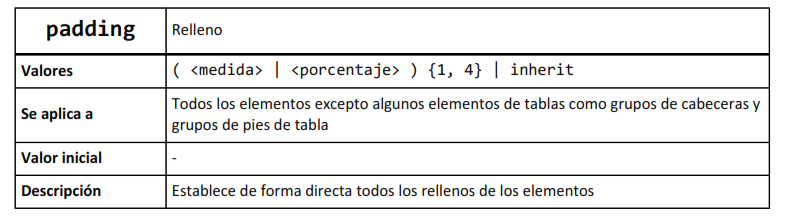 padding Relleno
Valores ( <medida> | <porcentaje> ) {1, 4} | inherit
Se aplica a Todos los elementos excepto algunos elementos de tablas como grupos de cabeceras y
grupos de pies de tabla
Valor inicial -
Descripción Establece de forma directa todos los rellenos de los elementos